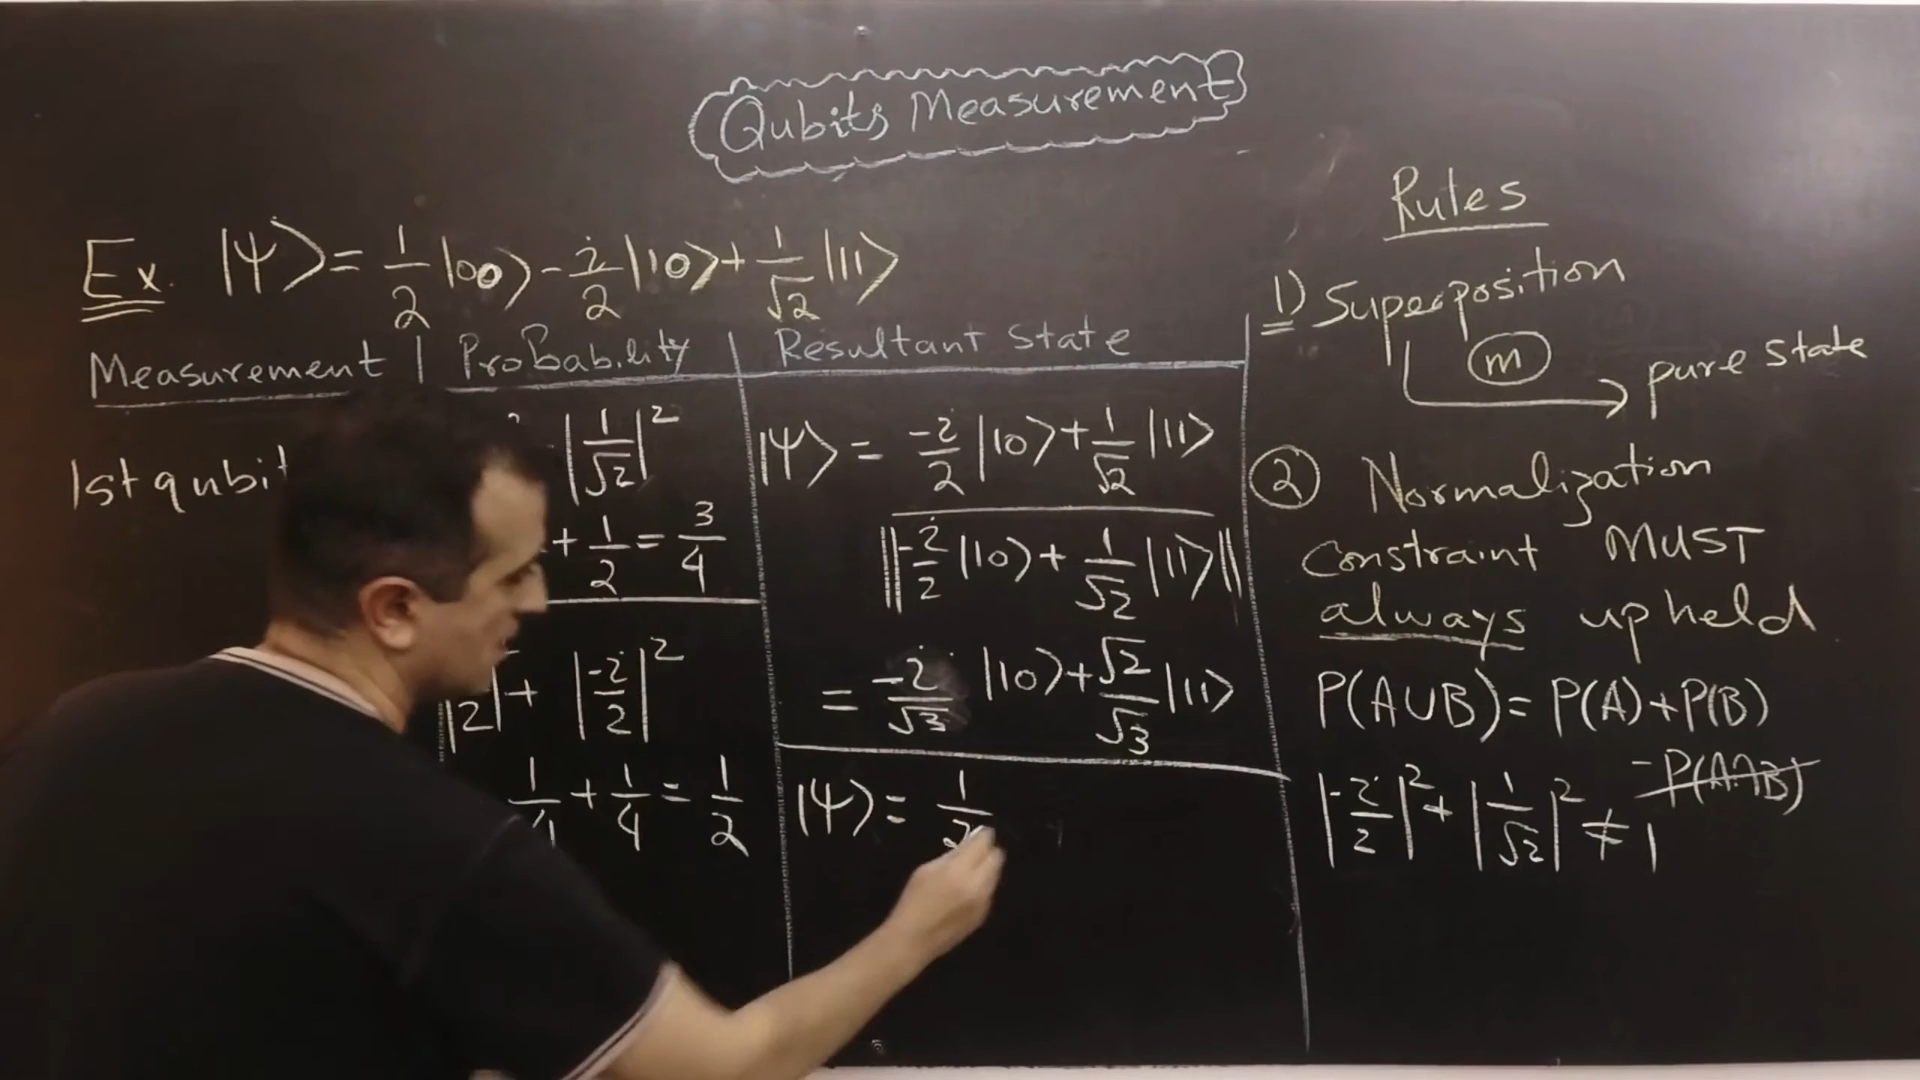 Qubits Measurement
Ex. |Ψ⟩ = 1/2 |00⟩ - i/2 |10⟩ + 1/√2 |11⟩
Measurement | Probability | Resultant State
1st qubit
|1/√2|²
+ 1/2 = 3/4
|Ψ⟩ = -i/2 |10⟩ + 1/√2 |11⟩
‖-i/2 |10⟩ + 1/√2 |11⟩‖
= -i/√3 |10⟩ + √2/√3 |11⟩
2| + |-i/2|²
1/4 + 1/4 = 1/2
|Ψ⟩ = 1/2
Rules
1) Superposition
m
pure state
2 Normalization
constraint MUST
always upheld
P(A∪B) = P(A) + P(B)
- P(A∩B)
|-i/2|² + |1/√2|² ≠ 1